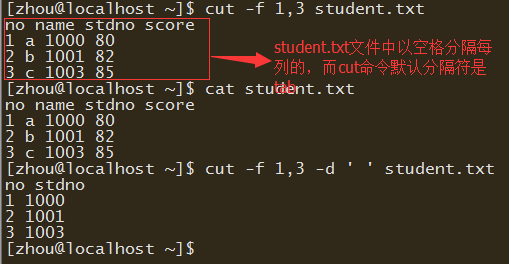 [zhou@localhost ~]$ cut -f 1,3 student.txt
no name stdno score
1 a 1000 80
2 b 1001 82
3 c 1003 85
student.txt文件中以空格分隔每
列的，而cut命令默认分隔符是
tab
[zhou@localhost ~]$ cat student.txt
no name stdno score
1 a 1000 80
2 b 1001 82
3 c 1003 85
[zhou@localhost ~]$ cut -f 1,3 -d ' ' student.txt
no stdno
1 1000
2 1001
3 1003
[zhou@localhost ~]$